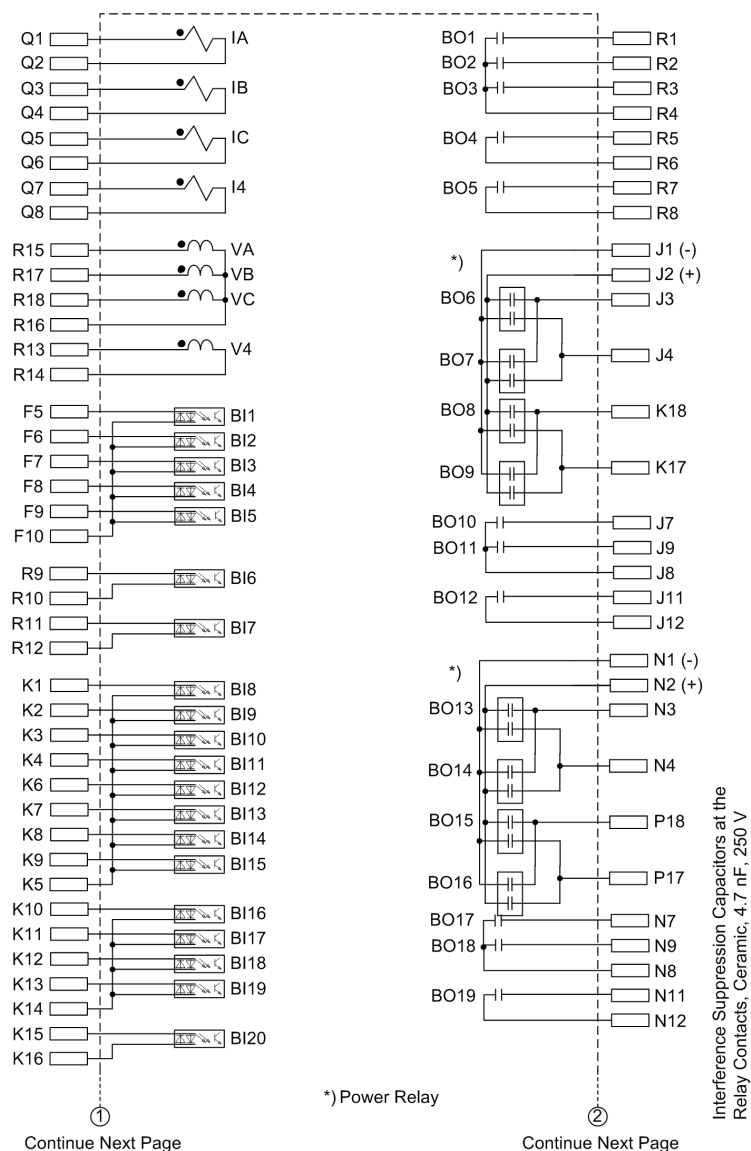 Q1 IA
Q2
Q3 IB
Q4
Q5 IC
Q6
Q7 I4
Q8
R15 VA
R17 VB
R18 VC
R16
R13 V4
R14
F5 BI1
F6 BI2
F7 BI3
F8 BI4
F9 BI5
F10
R9 BI6
R10
R11 BI7
R12
K1 BI8
K2 BI9
K3 BI10
K4 BI11
K6 BI12
K7 BI13
K8 BI14
K9 BI15
K5
K10 BI16
K11 BI17
K12 BI18
K13 BI19
K14
K15 BI20
K16
BO1 R1
BO2 R2
BO3 R3
R4
BO4 R5
R6
BO5 R7
R8
J1 (-)
*)
J2 (+)
BO6 J3
BO7 J4
BO8 K18
BO9 K17
BO10 J7
BO11 J9
J8
BO12 J11
J12
N1 (-)
*)
N2 (+)
BO13 N3
BO14 N4
BO15 P18
BO16 P17
BO17 N7
BO18 N9
N8
BO19 N11
N12
Interference Suppression Capacitors at the
Relay Contacts, Ceramic, 4.7 nF, 250 V
*) Power Relay
1
Continue Next Page
2
Continue Next Page